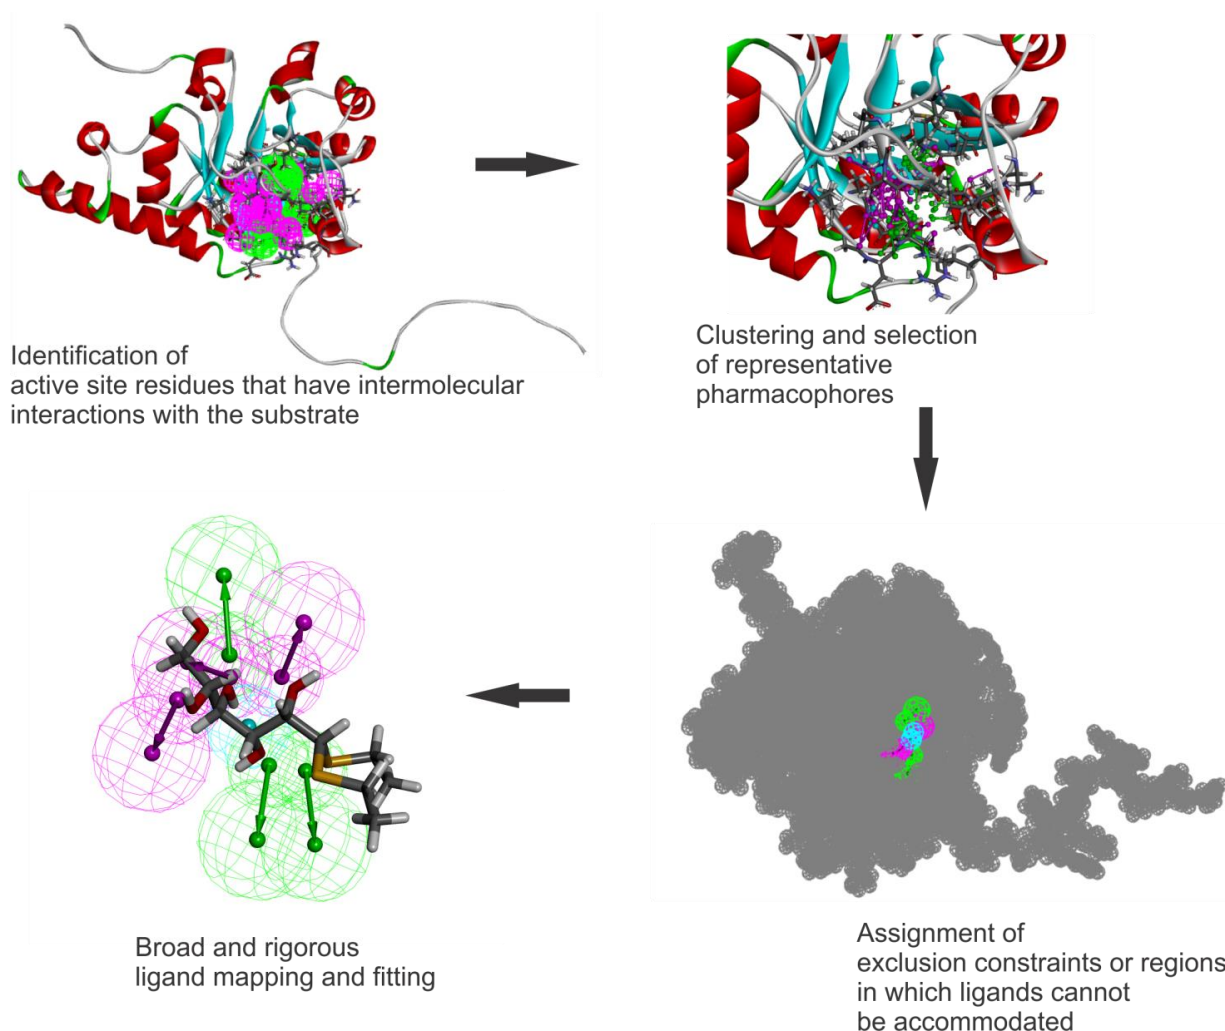 Identification of
active site residues that have intermolecular
interactions with the substrate
Clustering and selection
of representative
pharmacophores
Assignment of
exclusion constraints or regions
in which ligands cannot
be accommodated
Broad and rigorous
ligand mapping and fitting